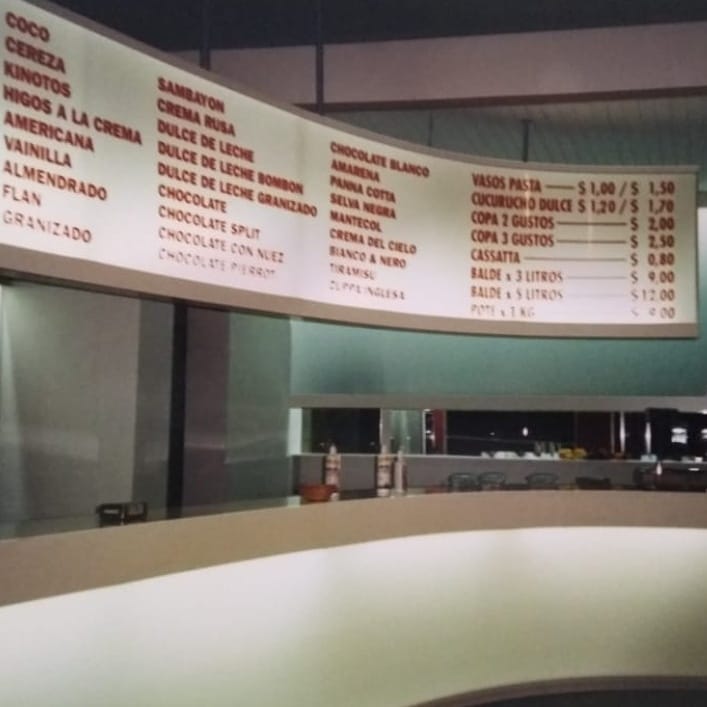 COCO
CEREZA
KINOTOS
HIGOS A LA CREMA
AMERICANA
VAINILLA
ALMENDRADO
FLAN
GRANIZADO
SAMBAYON
CREMA RUSA
DULCE DE LECHE
DULCE DE LECHE BOMBON
DULCE DE LECHE GRANIZADO
CHOCOLATE
CHOCOLATE SPLIT
CHOCOLATE CON NUEZ
CHOCOLATE PIERROT
CHOCOLATE BLANCO
AMARENA
PANNA COTTA
SELVA NEGRA
MANTECOL
CREMA DEL CIELO
BIANCO & NERO
TIRAMISU
ZUPPA INGLESA
VASOS PASTA $ 1,00 / $ 1,50
CUCURUCHO DULCE $ 1,20 / $ 1,70
COPA 2 GUSTOS $ 2,00
COPA 3 GUSTOS $ 2,50
CASSATTA $ 0,80
BALDE x 3 LITROS $ 9,00
BALDE x 5 LITROS $ 12,00
POTE x 1 KG $ 9,00